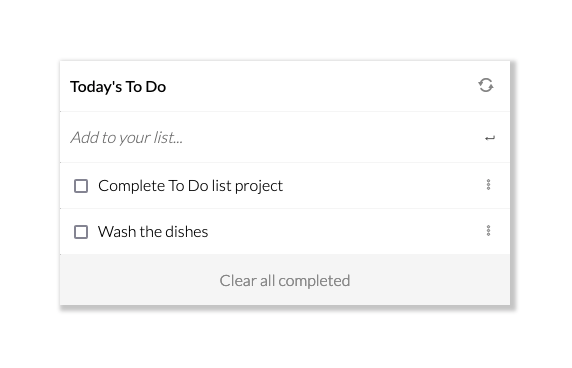 Today's To Do
Add to your list...
Complete To Do list project
Wash the dishes
Clear all completed